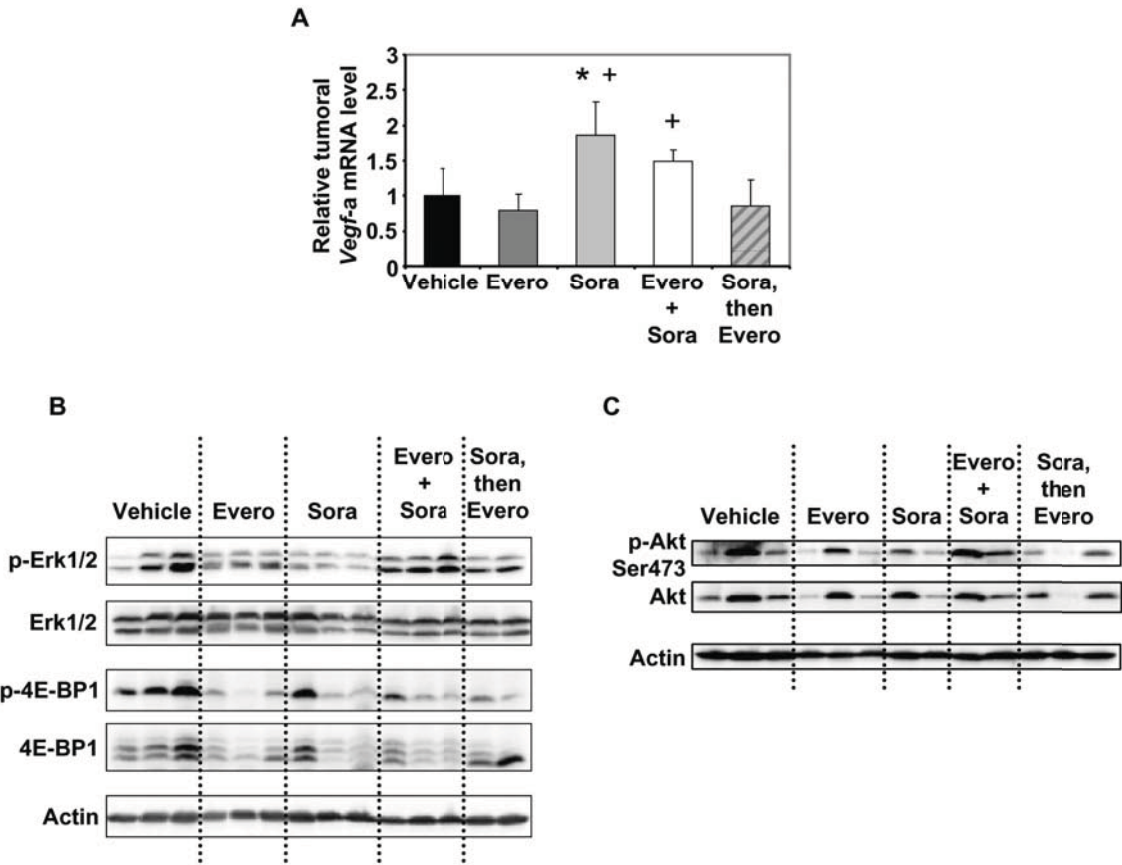 A
Relative tumoral
Vegf-a mRNA level
3
2.5
2
1.5
1
0.5
0
* +
+
Vehicle Evero Sora Evero + Sora Sora, then Evero
B
Vehicle Evero Sora Evero + Sora Sora, then Evero
p-Erk1/2
Erk1/2
p-4E-BP1
4E-BP1
Actin
C
Vehicle Evero Sora Evero + Sora Sora, then Evero
p-Akt
Ser473
Akt
Actin